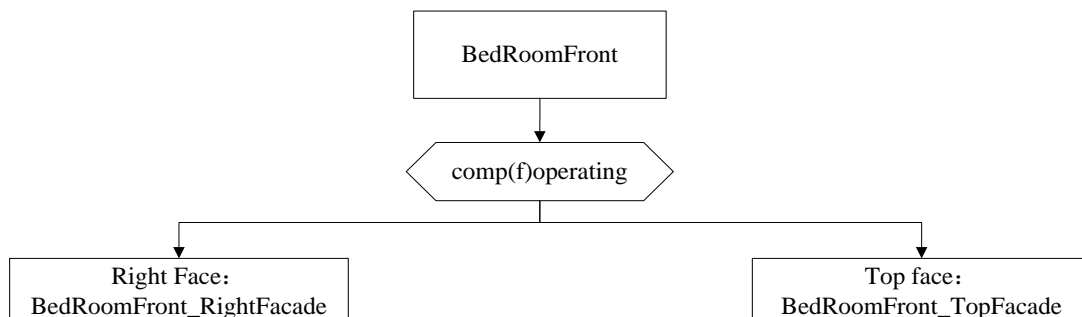 BedRoomFront
comp(f)operating
Right Face：
BedRoomFront_RightFacade
Top face：
BedRoomFront_TopFacade